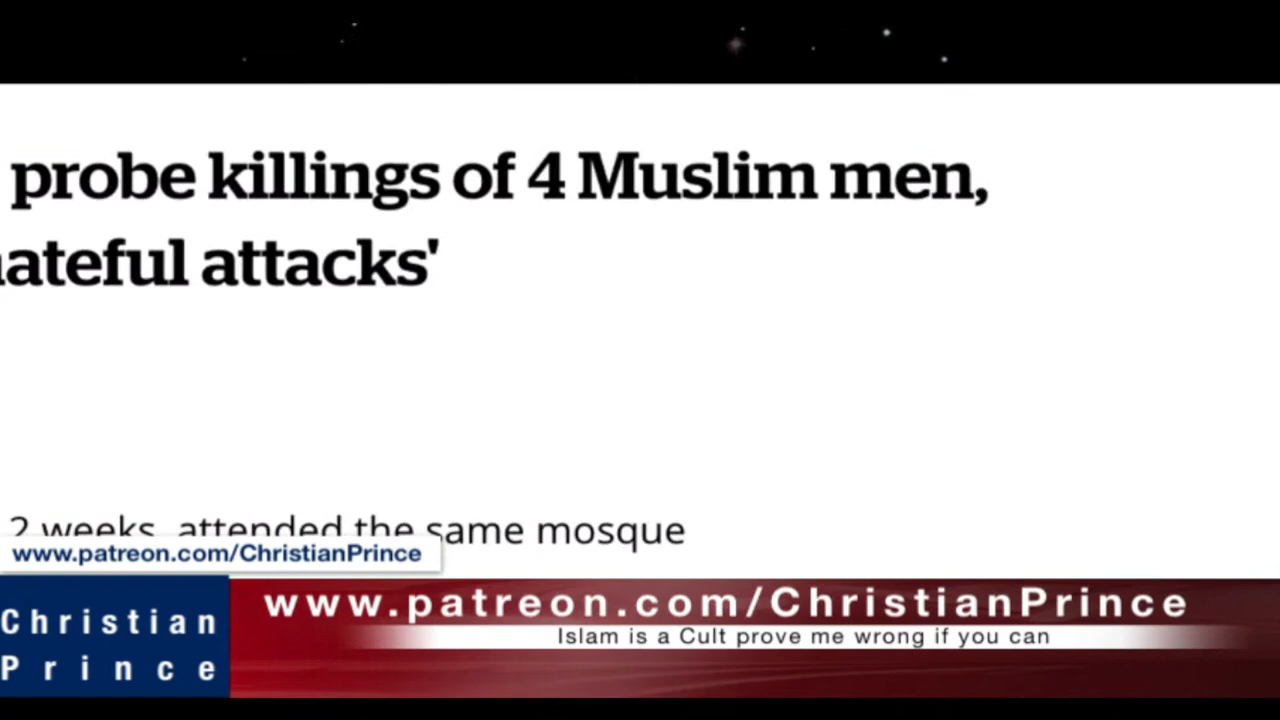 probe killings of 4 Muslim men,
hateful attacks'
2 weeks, attended the same mosque
www.patreon.com/ChristianPrince
Christian
Prince
www.patreon.com/ChristianPrince
Islam is a Cult prove me wrong if you can